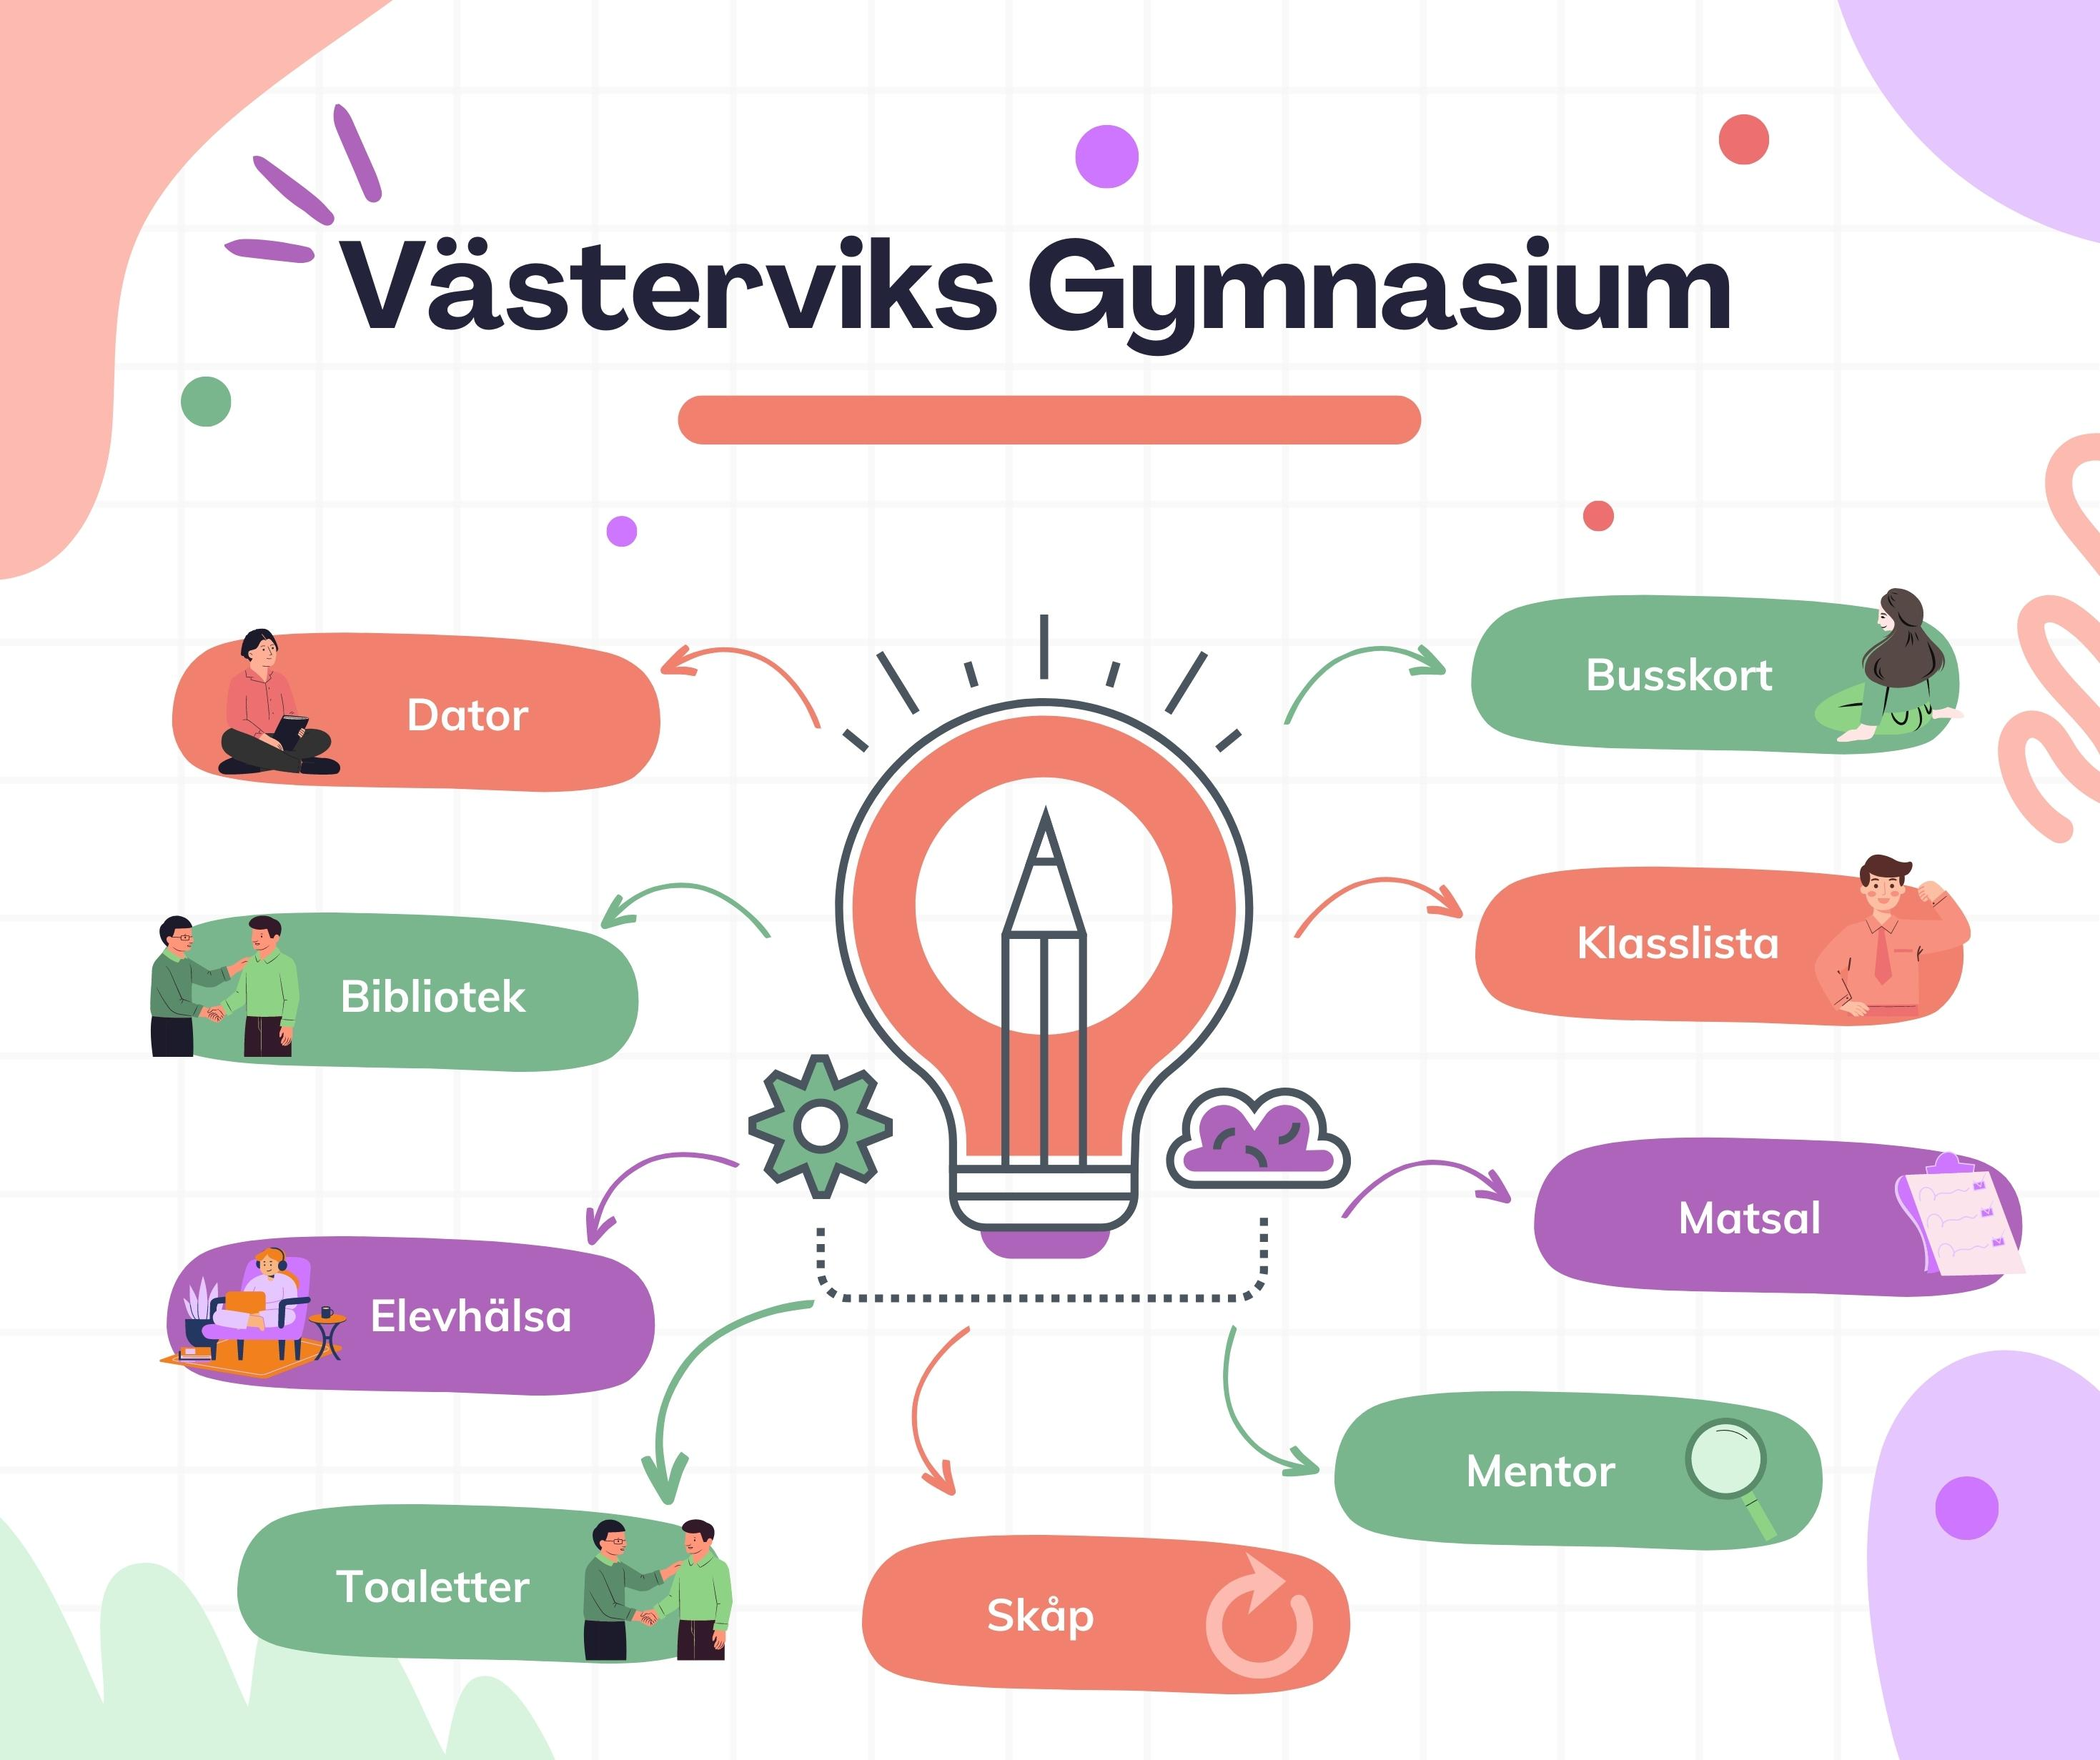 Västerviks Gymnasium
Dator
Busskort
Bibliotek
Klasslista
Elevhälsa
Matsal
Toaletter
Skåp
Mentor